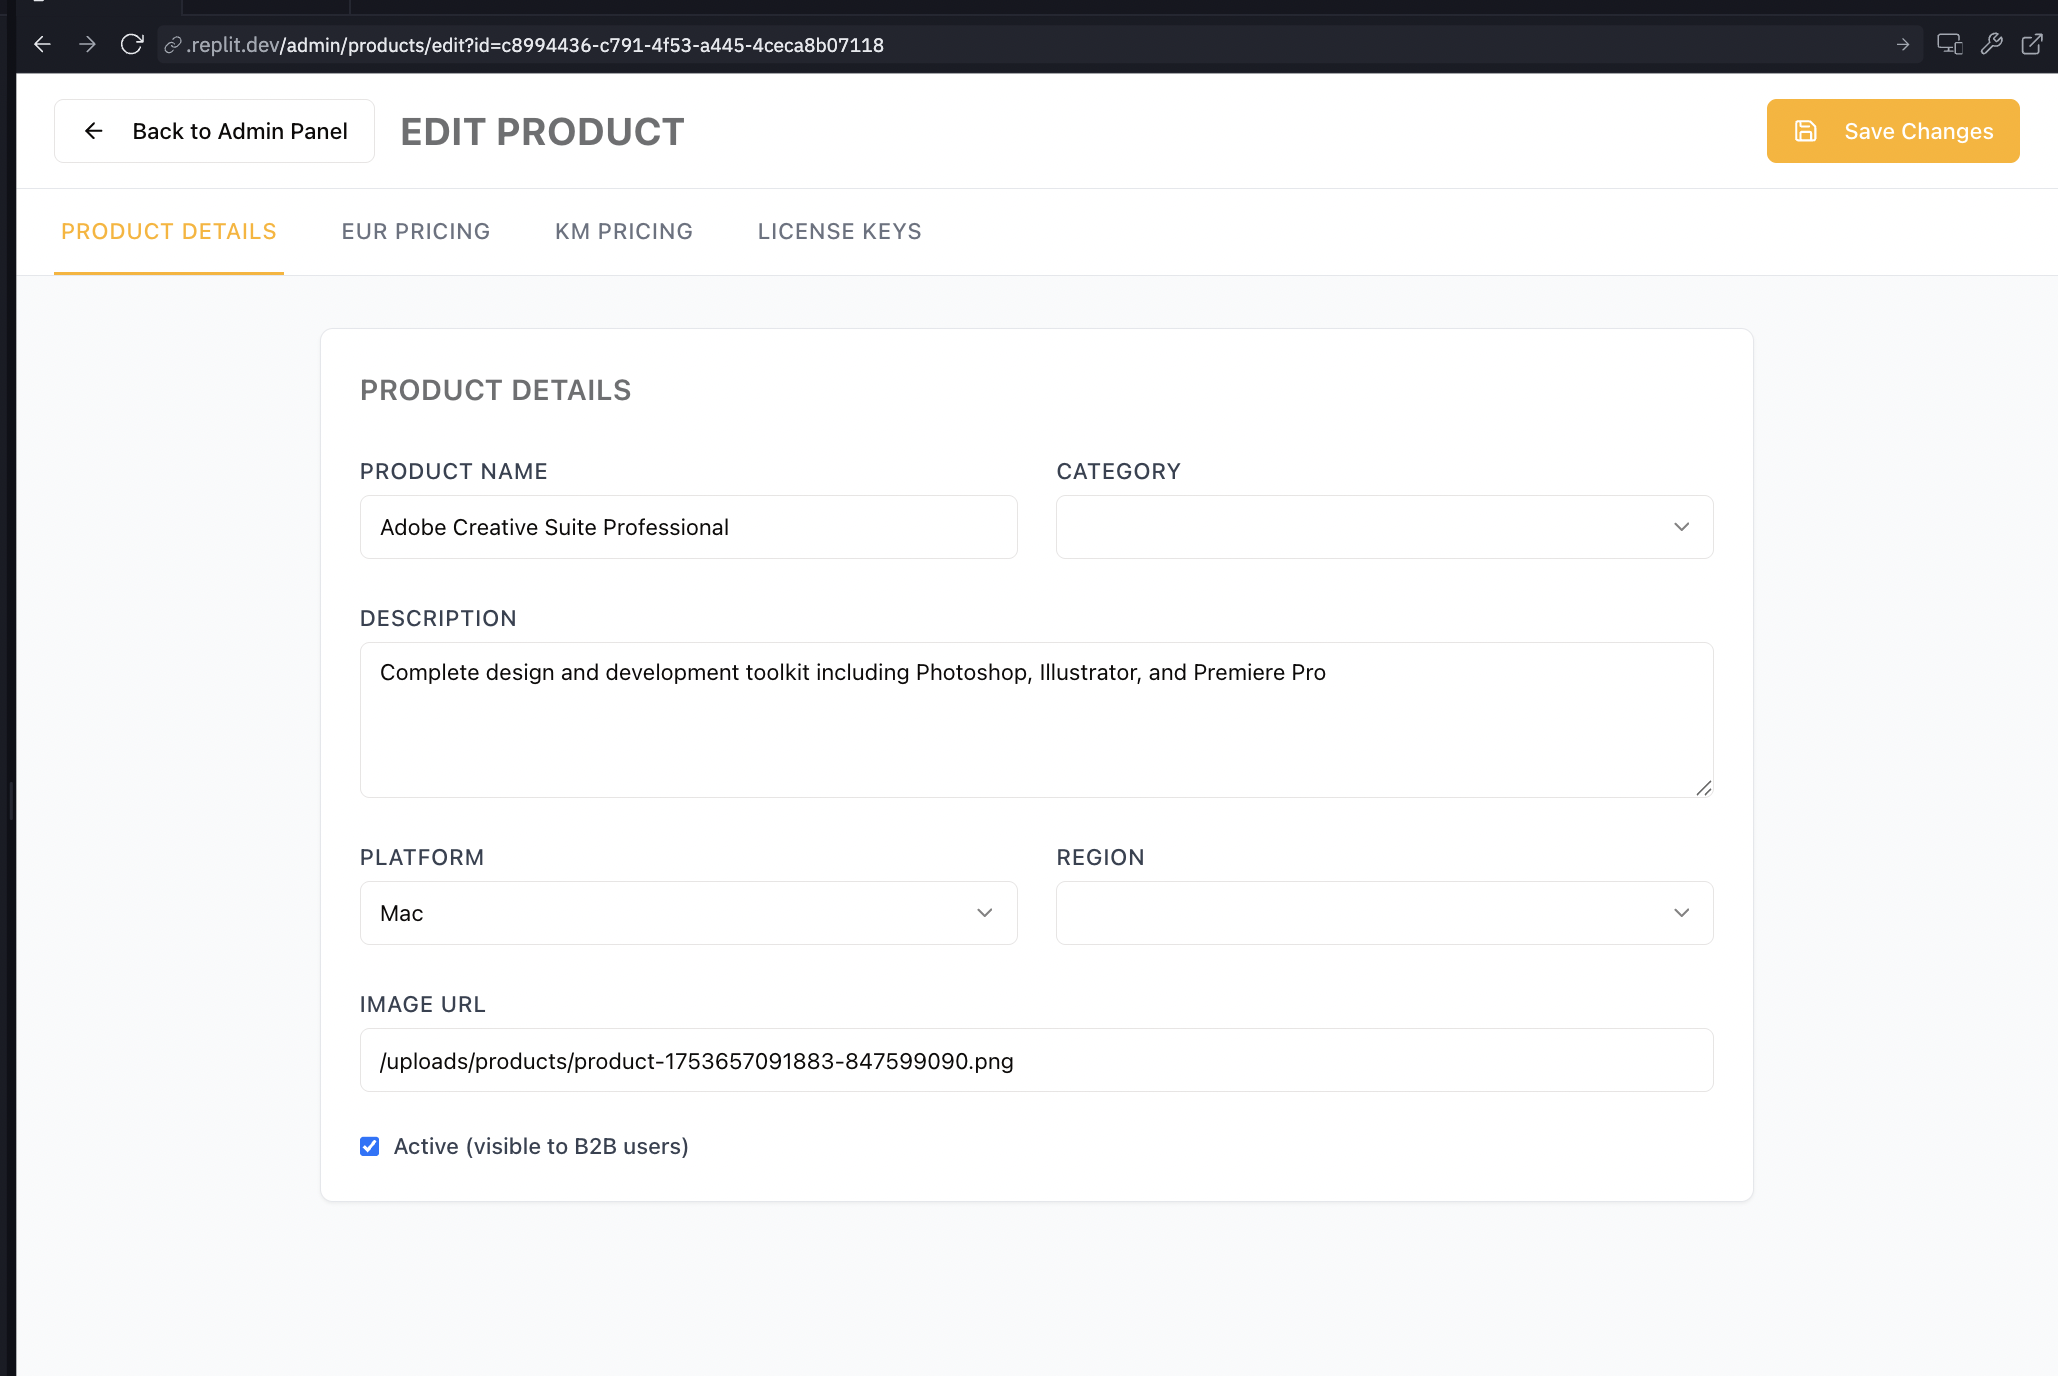 .replit.dev/admin/products/edit?id=c8994436-c791-4f53-a445-4ceca8b07118
Back to Admin Panel
EDIT PRODUCT
Save Changes
PRODUCT DETAILS
EUR PRICING
KM PRICING
LICENSE KEYS
PRODUCT DETAILS
PRODUCT NAME
Adobe Creative Suite Professional
CATEGORY
DESCRIPTION
Complete design and development toolkit including Photoshop, Illustrator, and Premiere Pro
PLATFORM
Mac
REGION
IMAGE URL
/uploads/products/product-1753657091883-847599090.png
Active (visible to B2B users)